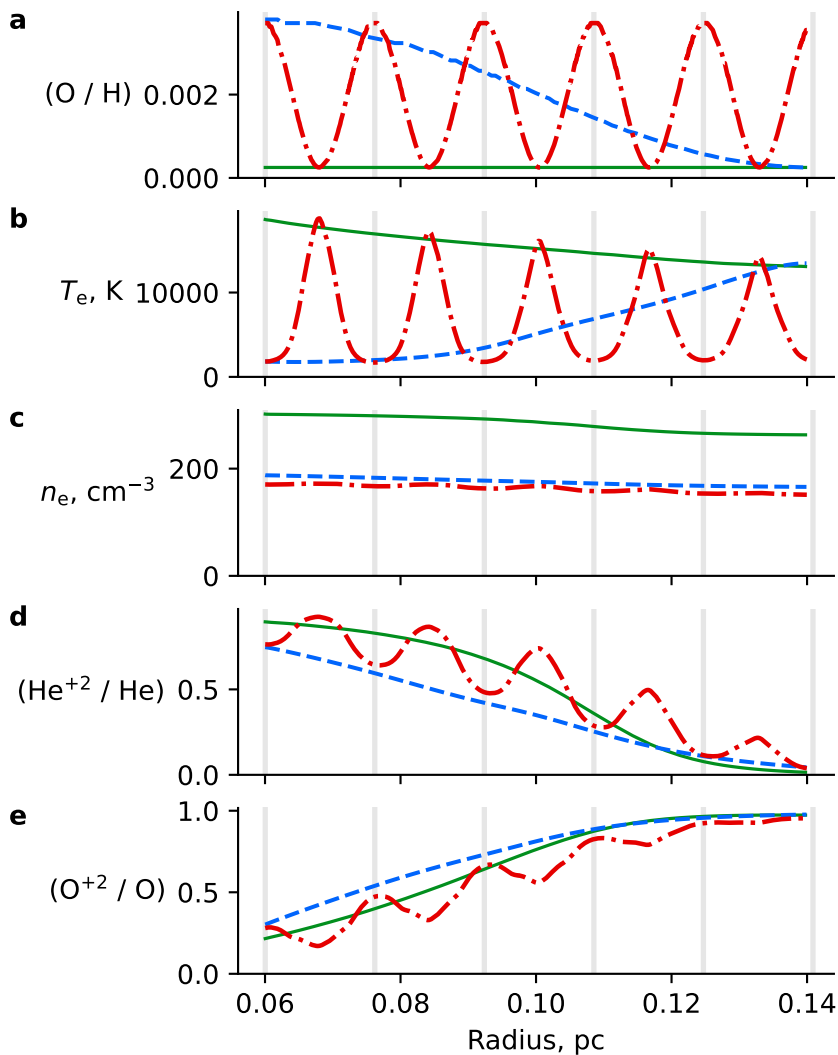 a
(O / H)
0.002
0.000
b
Tₑ, K
10000
0
c
nₑ, cm⁻³
200
0
d
(He⁺² / He)
0.5
0.0
e
(O⁺² / O)
1.0
0.5
0.0
0.06 0.08 0.10 0.12 0.14
Radius, pc